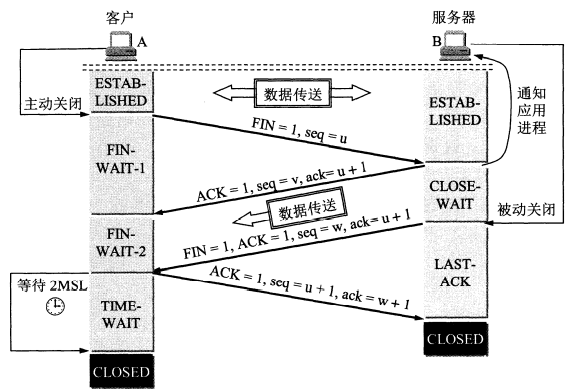 客户
A
服务器
B
ESTAB-
LISHED
主动关闭
数据传送
ESTAB-
LISHED
通知
应用
进程
FIN = 1, seq = u
FIN-
WAIT-1
ACK = 1, seq = v, ack= u + 1
CLOSE-
WAIT
数据传送
被动关闭
FIN = 1, ACK = 1, seq = w, ack= u + 1
FIN-
WAIT-2
等待 2MSL
ACK = 1, seq = u + 1, ack = w + 1
LAST-
ACK
TIME-
WAIT
CLOSED
CLOSED